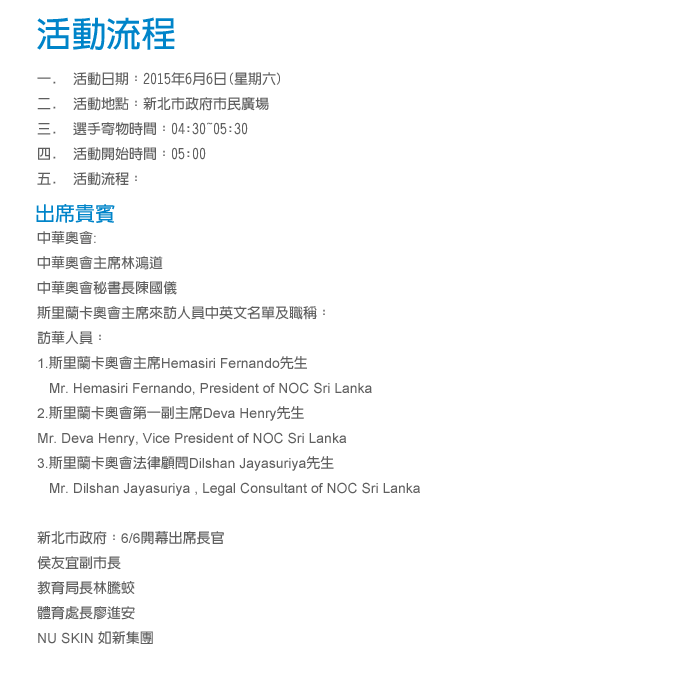 活動流程
一. 活動日期：2015年6月6日(星期六)
二. 活動地點：新北市政府市民廣場
三. 選手寄物時間：04:30~05:30
四. 活動開始時間：05:00
五. 活動流程：
出席貴賓
中華奧會:
中華奧會主席林鴻道
中華奧會秘書長陳國儀
斯里蘭卡奧會主席來訪人員中英文名單及職稱：
訪華人員：
1.斯里蘭卡奧會主席Hemasiri Fernando先生
Mr. Hemasiri Fernando, President of NOC Sri Lanka
2.斯里蘭卡奧會第一副主席Deva Henry先生
Mr. Deva Henry, Vice President of NOC Sri Lanka
3.斯里蘭卡奧會法律顧問Dilshan Jayasuriya先生
Mr. Dilshan Jayasuriya , Legal Consultant of NOC Sri Lanka
新北市政府：6/6開幕出席長官
侯友宜副市長
教育局長林騰蛟
體育處長廖進安
NU SKIN 如新集團